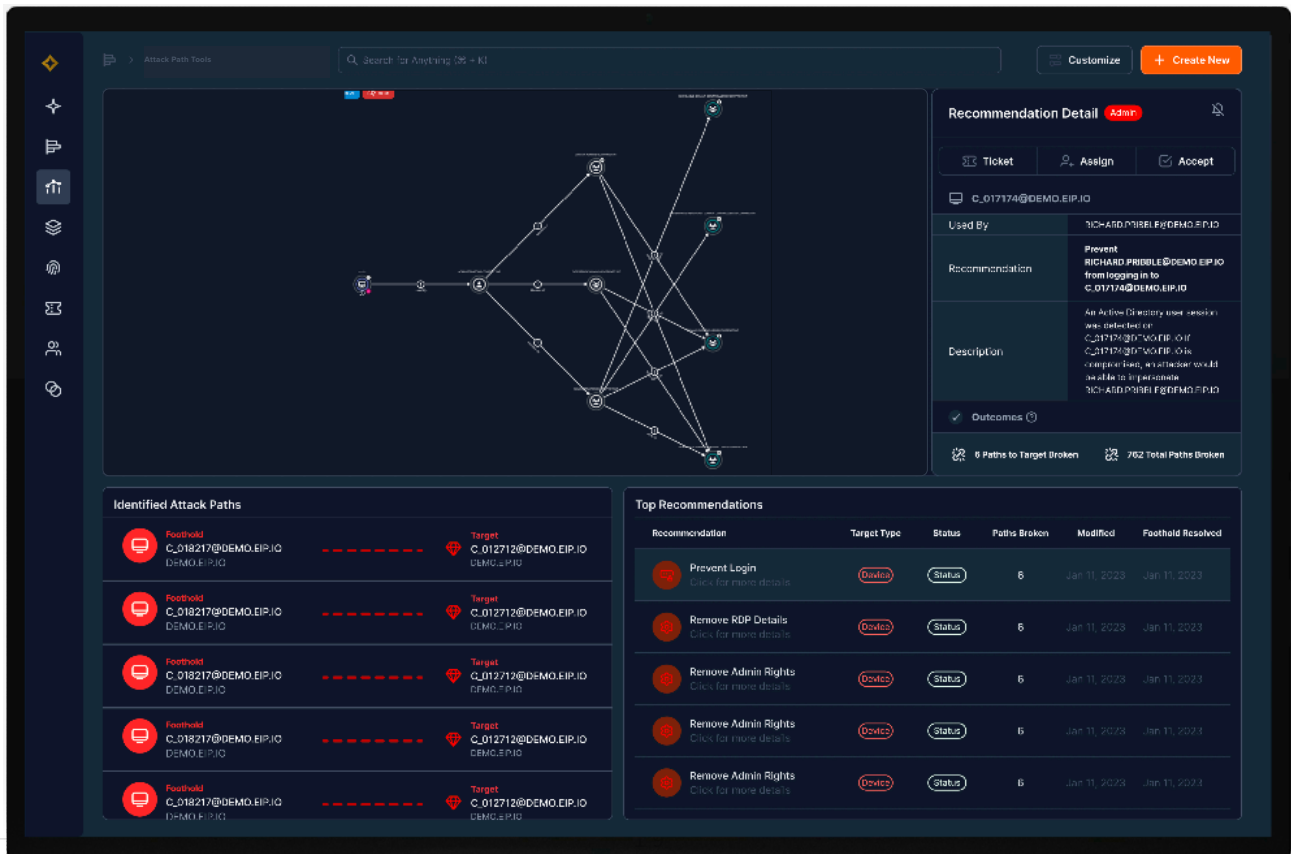 Attack Path Tools
Search for Anything (⌘ + K)
Customize
+ Create New
Recommendation Detail
Admin
Ticket
Assign
Accept
C_017174@DEMO.EIP.IO
Used By
RICHARD.PRIBBLE@DEMO.EIP.IO
Recommendation
Prevent
RICHARD.PRIBBLE@DEMO.EIP.IO
from logging in to
C_017174@DEMO.EIP.IO
Description
An Active Directory user session
was detected on
C_017174@DEMO.EIP.IO If
C_017174@DEMO.EIP.IO is
compromised, an attacker would
be able to impersonate
RICHARD.PRIBBLE@DEMO.EIP.IO
Outcomes
6 Paths to Target Broken
762 Total Paths Broken
Identified Attack Paths
Foothold
C_018217@DEMO.EIP.IO
DEMO.EIP.IO
Target
C_012712@DEMO.EIP.IO
DEMO.EIP.IO
Foothold
C_018217@DEMO.EIP.IO
DEMO.EIP.IO
Target
C_012712@DEMO.EIP.IO
DEMO.EIP.IO
Foothold
C_018217@DEMO.EIP.IO
DEMO.EIP.IO
Target
C_012712@DEMO.EIP.IO
DEMO.EIP.IO
Foothold
C_018217@DEMO.EIP.IO
DEMO.EIP.IO
Target
C_012712@DEMO.EIP.IO
DEMO.EIP.IO
Foothold
C_018217@DEMO.EIP.IO
DEMO.EIP.IO
Target
C_012712@DEMO.EIP.IO
DEMO.EIP.IO
Top Recommendations
Recommendation Target Type Status Paths Broken Modified Foothold Resolved
Prevent Login
Click for more details
Device Status 6 Jan 11, 2023 Jan 11, 2023
Remove RDP Details
Click for more details
Device Status 6 Jan 11, 2023 Jan 11, 2023
Remove Admin Rights
Click for more details
Device Status 6 Jan 11, 2023 Jan 11, 2023
Remove Admin Rights
Click for more details
Device Status 6 Jan 11, 2023 Jan 11, 2023
Remove Admin Rights
Click for more details
Device Status 6 Jan 11, 2023 Jan 11, 2023